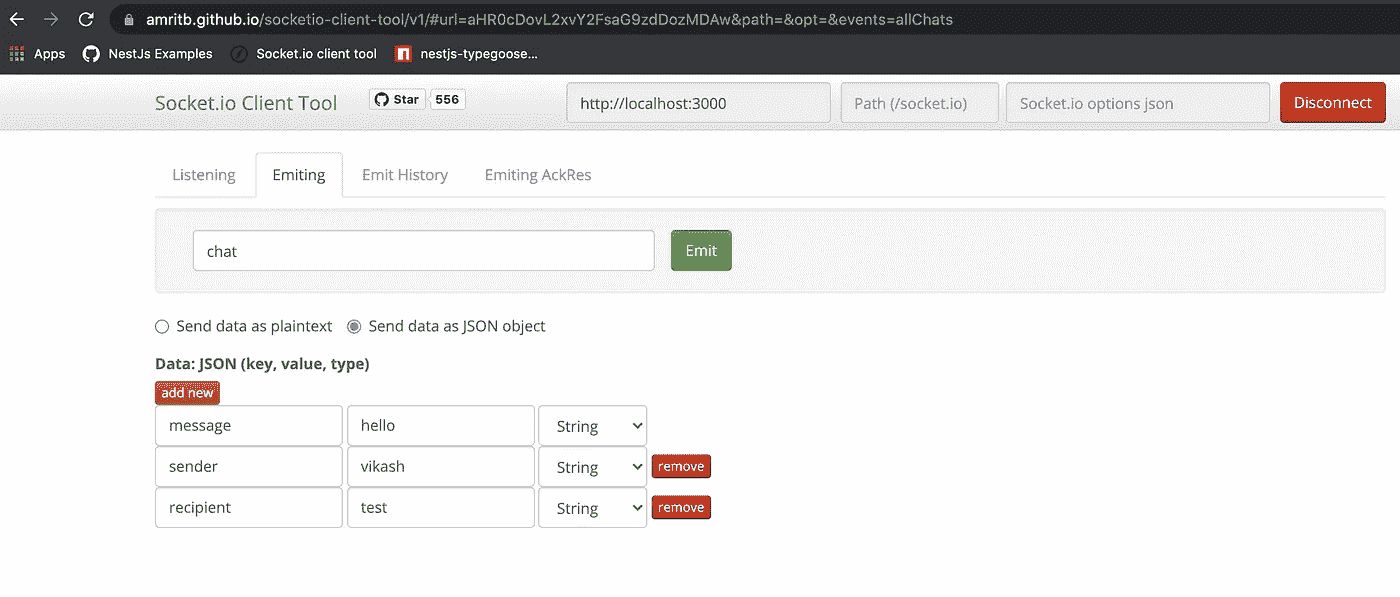 amritb.github.io/socketio-client-tool/v1/#url=aHR0cDovL2xvY2FsaG9zdDozMDAw&path=&opt=&events=allChats
Apps NestJs Examples Socket.io client tool nestjs-typegoose...
Socket.io Client Tool Star 556 http://localhost:3000 Path (/socket.io) Socket.io options json Disconnect
Listening Emiting Emit History Emiting AckRes
chat Emit
Send data as plaintext Send data as JSON object
Data: JSON (key, value, type)
add new
message hello String
sender vikash String remove
recipient test String remove